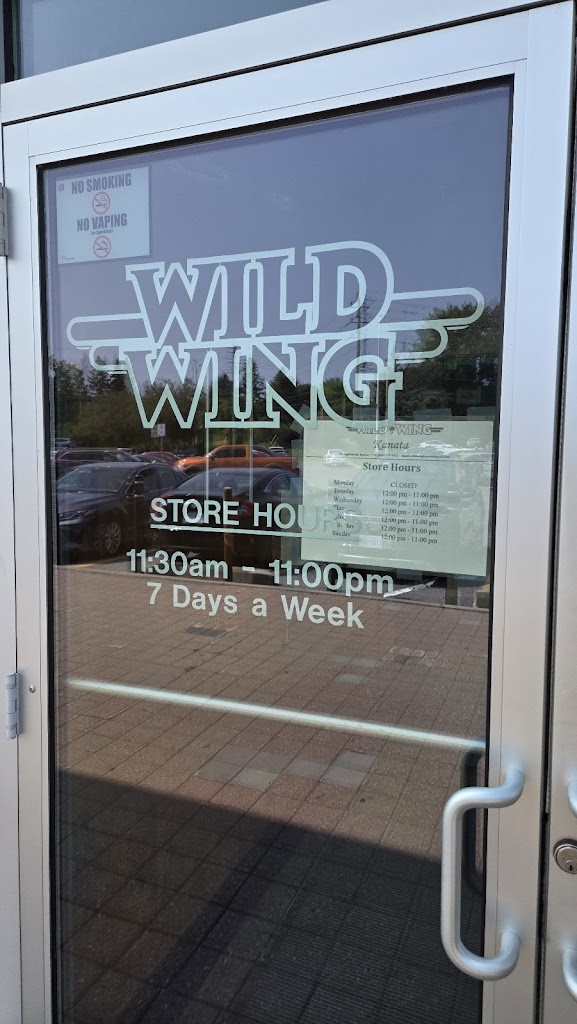 NO SMOKING
NO VAPING
WILD
WING
WILD WING
Kanata
Store Hours
Monday CLOSED
Tuesday 12:00 pm - 11:00 pm
Wednesday 12:00 pm - 11:00 pm
12:00 pm - 11:00 pm
12:00 pm - 11:00 pm
12:00 pm - 11:00 pm
Sunday 12:00 pm - 11:00 pm
STORE HOURS
11:30am - 11:00pm
7 Days a Week